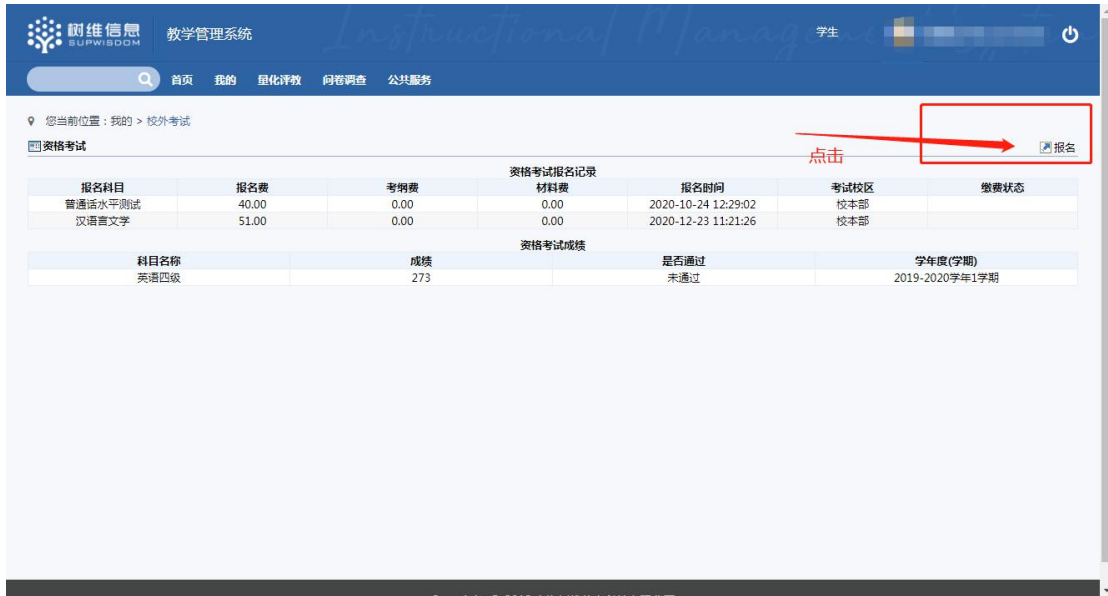 树维信息 SUPWISDOM 教学管理系统 学生
首页 我的 量化评教 问卷调查 公共服务
您当前位置：我的 > 校外考试
资格考试 报名
点击
资格考试报名记录
报名科目 报名费 考纲费 材料费 报名时间 考试校区 缴费状态
普通话水平测试 40.00 0.00 0.00 2020-10-24 12:29:02 校本部
汉语言文学 51.00 0.00 0.00 2020-12-23 11:21:26 校本部
资格考试成绩
科目名称 成绩 是否通过 学年度(学期)
英语四级 273 未通过 2019-2020学年1学期